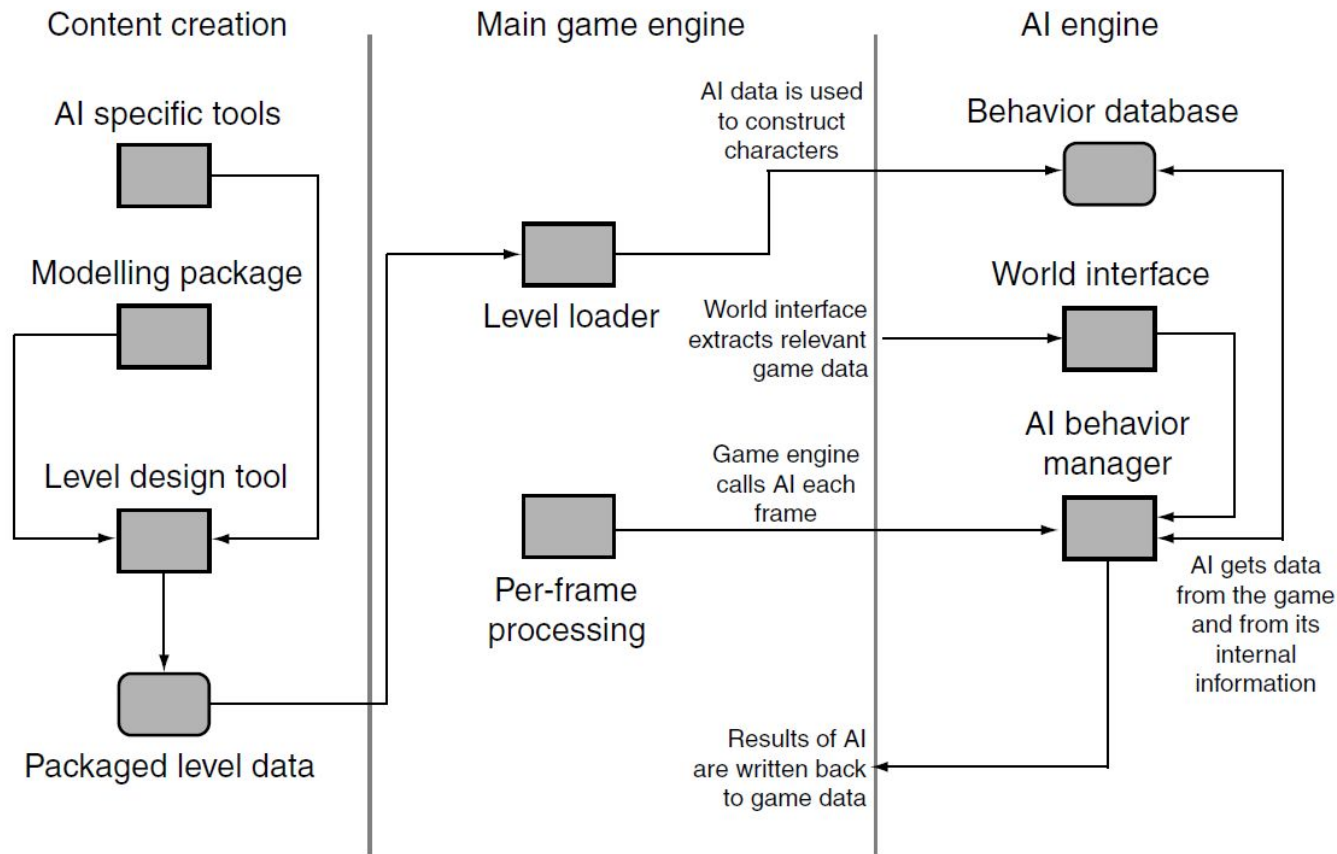 Content creation
Main game engine
AI engine
AI specific tools
Modelling package
Level design tool
Packaged level data
AI data is used
to construct
characters
Level loader
World interface
extracts relevant
game data
Game engine
calls AI each
frame
Per-frame
processing
Results of AI
are written back
to game data
Behavior database
World interface
AI behavior
manager
AI gets data
from the game
and from its
internal
information